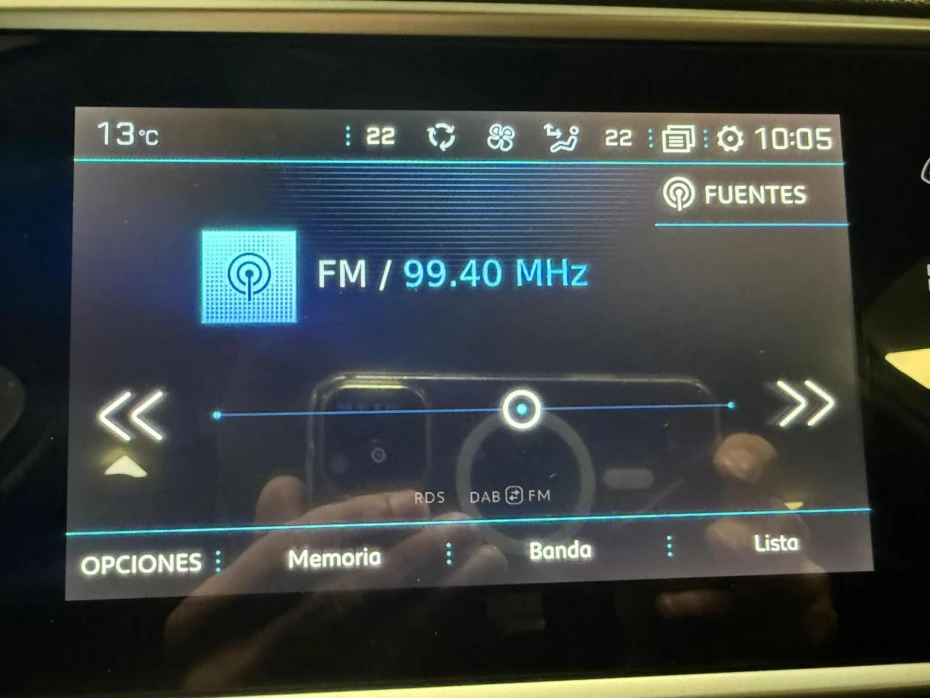 13°C 22 22 10:05
FUENTES
FM / 99.40 MHz
RDS DAB FM
OPCIONES Memoria Banda Lista